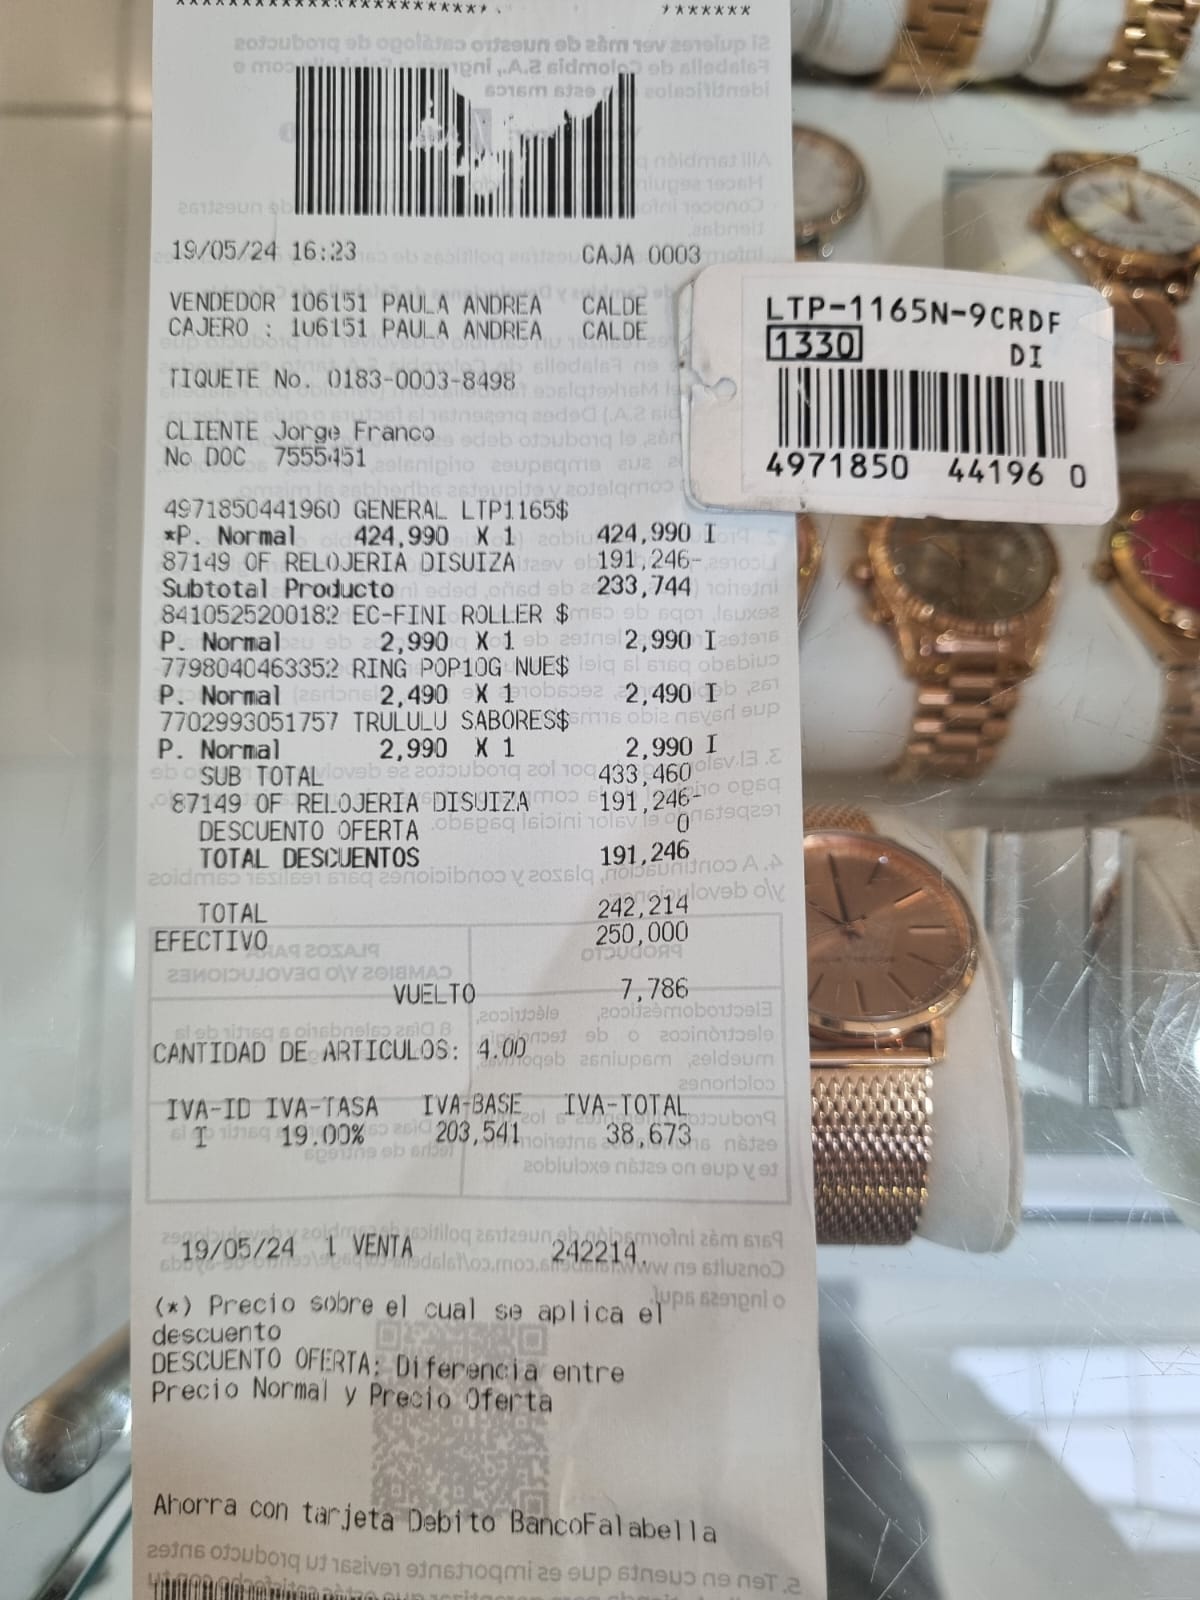 19/05/24 16:23 CAJA 0003
VENDEDOR 106151 PAULA ANDREA CALDE
CAJERO : 106151 PAULA ANDREA CALDE
TIQUETE No. 0183-0003-8498
CLIENTE Jorge Franco
No DOC 7555451
4971850441960 GENERAL LTP1165$
*P. Normal 424,990 X 1 424,990 I
87149 OF RELOJERIA DISUIZA 191,246-
Subtotal Producto 233,744
8410525200182 EC-FINI ROLLER $
P. Normal 2,990 X 1 2,990 I
7798040463352 RING POP10G NUE$
P. Normal 2,490 X 1 2,490 I
7702993051757 TRULULU SABORES$
P. Normal 2,990 X 1 2,990 I
SUB TOTAL 433,460
87149 OF RELOJERIA DISUIZA 191,246-
DESCUENTO OFERTA 0
TOTAL DESCUENTOS 191,246
TOTAL 242,214
EFECTIVO 250,000
VUELTO 7,786
CANTIDAD DE ARTICULOS: 4.00
IVA-ID IVA-TASA IVA-BASE IVA-TOTAL
I 19.00% 203,541 38,673
19/05/24 1 VENTA 242214.
(*) Precio sobre el cual se aplica el
descuento
DESCUENTO OFERTA: Diferencia entre
Precio Normal y Precio Oferta
Ahorra con tarjeta Debito BancoFalabella
LTP-1165N-9CRDF
1330 DI
4971850 44196 0